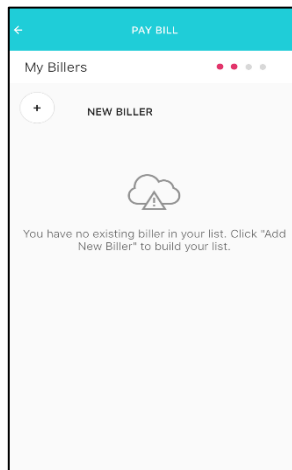 PAY BILL
My Billers
+ NEW BILLER
You have no existing biller in your list. Click "Add
New Biller" to build your list.